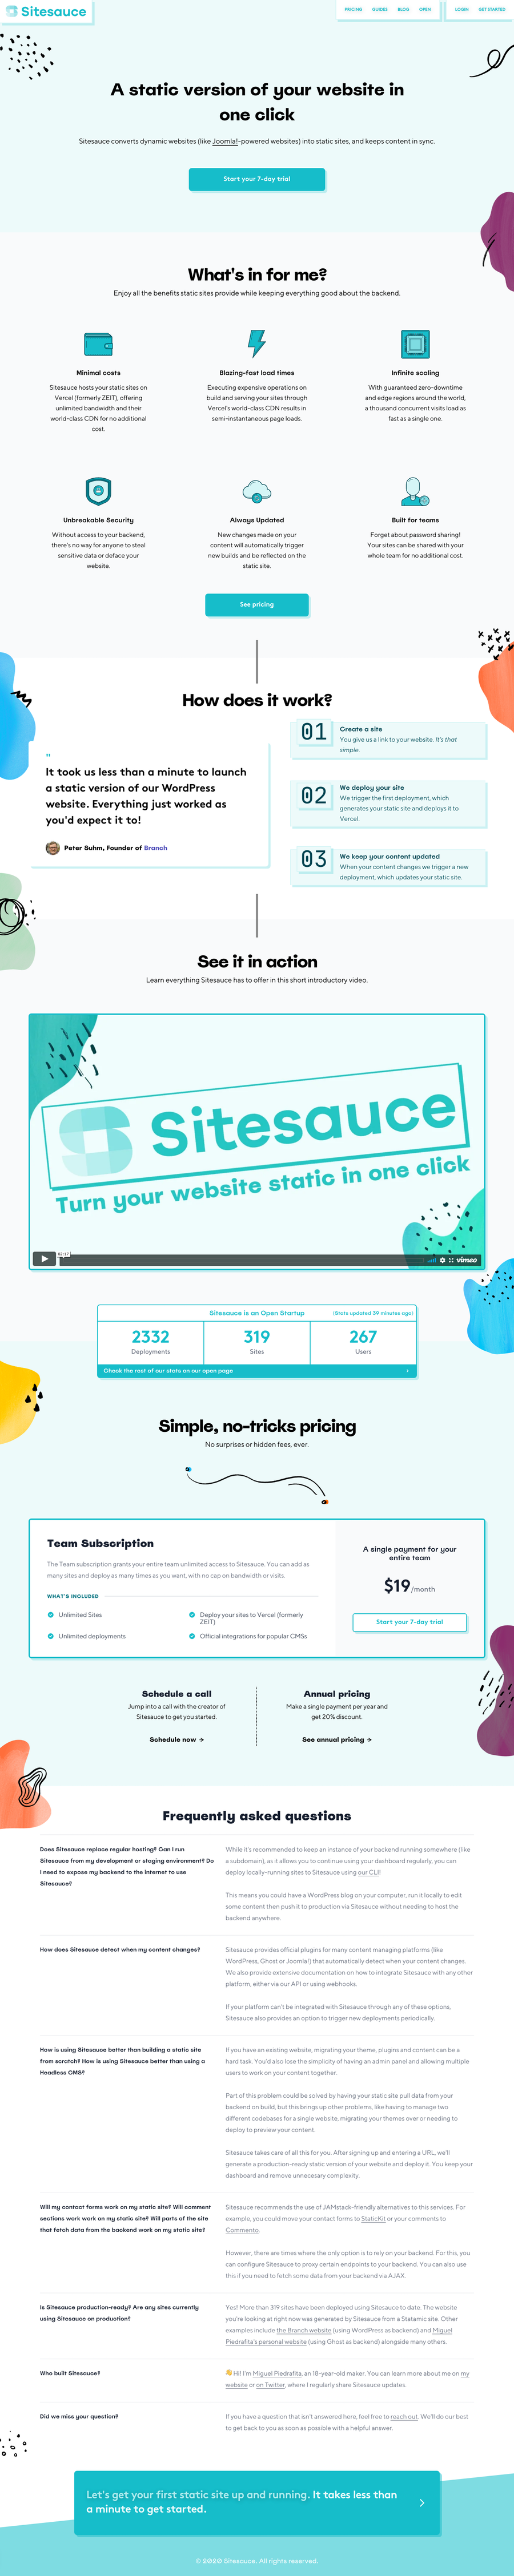 Sitesauce
PRICING GUIDES BLOG OPEN
LOGIN GET STARTED
A static version of your website in
one click
Sitesauce converts dynamic websites (like Joomla!-powered websites) into static sites, and keeps content in sync.
Start your 7-day trial
What's in for me?
Enjoy all the benefits static sites provide while keeping everything good about the backend.
Minimal costs
Sitesauce hosts your static sites on
Vercel (formerly ZEIT), offering
unlimited bandwidth and their
world-class CDN for no additional
cost.
Blazing-fast load times
Executing expensive operations on
build and serving your sites through
Vercel's world-class CDN results in
semi-instantaneous page loads.
Infinite scaling
With guaranteed zero-downtime
and edge regions around the world,
a thousand concurrent visits load as
fast as a single one.
Unbreakable Security
Without access to your backend,
there's no way for anyone to steal
sensitive data or deface your
website.
Always Updated
New changes made on your
content will automatically trigger
new builds and be reflected on the
static site.
Built for teams
Forget about password sharing!
Your sites can be shared with your
whole team for no additional cost.
See pricing
How does it work?
"
It took us less than a minute to launch
a static version of our WordPress
website. Everything just worked as
you'd expect it to!
Peter Suhm, Founder of Branch
01
Create a site
You give us a link to your website. It's that
simple.
02
We deploy your site
We trigger the first deployment, which
generates your static site and deploys it to
Vercel.
03
We keep your content updated
When your content changes we trigger a new
deployment, which updates your static site.
See it in action
Learn everything Sitesauce has to offer in this short introductory video.
Sitesauce
Turn your website static in one click
02:17
vimeo
Sitesauce is an Open Startup
(Stats updated 39 minutes ago)
2332
Deployments
319
Sites
267
Users
Check the rest of our stats on our open page
Simple, no-tricks pricing
No surprises or hidden fees, ever.
Team Subscription
The Team subscription grants your entire team unlimited access to Sitesauce. You can add as
many sites and deploy as many times as you want, with no cap on bandwidth or visits.
WHAT'S INCLUDED
Unlimited Sites
Deploy your sites to Vercel (formerly
ZEIT)
Unlimited deployments
Official integrations for popular CMSs
A single payment for your
entire team
$19/month
Start your 7-day trial
Schedule a call
Jump into a call with the creator of
Sitesauce to get you started.
Schedule now →
Annual pricing
Make a single payment per year and
get 20% discount.
See annual pricing →
Frequently asked questions
Does Sitesauce replace regular hosting? Can I run
Sitesauce from my development or staging environment? Do
I need to expose my backend to the internet to use
Sitesauce?
While it's recommended to keep an instance of your backend running somewhere (like
a subdomain), as it allows you to continue using your dashboard regularly, you can
deploy locally-running sites to Sitesauce using our CLI!
This means you could have a WordPress blog on your computer, run it locally to edit
some content then push it to production via Sitesauce without needing to host the
backend anywhere.
How does Sitesauce detect when my content changes?
Sitesauce provides official plugins for many content managing platforms (like
WordPress, Ghost or Joomla!) that automatically detect when your content changes.
We also provide extensive documentation on how to integrate Sitesauce with any other
platform, either via our API or using webhooks.
If your platform can't be integrated with Sitesauce through any of these options,
Sitesauce also provides an option to trigger new deployments periodically.
How is using Sitesauce better than building a static site
from scratch? How is using Sitesauce better than using a
Headless CMS?
If you have an existing website, migrating your theme, plugins and content can be a
hard task. You'd also lose the simplicity of having an admin panel and allowing multiple
users to work on your content together.
Part of this problem could be solved by having your static site pull data from your
backend on build, but this brings up other problems, like having to manage two
different codebases for a single website, migrating your themes over or needing to
deploy to preview your content.
Sitesauce takes care of all this for you. After signing up and entering a URL, we'll
generate a production-ready static version of your website and deploy it. You keep your
dashboard and remove unnecesary complexity.
Will my contact forms work on my static site? Will comment
sections work work on my static site? Will parts of the site
that fetch data from the backend work on my static site?
Sitesauce recommends the use of JAMstack-friendly alternatives to this services. For
example, you could move your contact forms to StaticKit or your comments to
Commento.
However, there are times where the only option is to rely on your backend. For this, you
can configure Sitesauce to proxy certain endpoints to your backend. You can also use
this if you need to fetch some data from your backend via AJAX.
Is Sitesauce production-ready? Are any sites currently
using Sitesauce on production?
Yes! More than 319 sites have been deployed using Sitesauce to date. The website
you're looking at right now was generated by Sitesauce from a Statamic site. Other
examples include the Branch website (using WordPress as backend) and Miguel
Piedrafita's personal website (using Ghost as backend) alongside many others.
Who built Sitesauce?
👋Hi! I'm Miguel Piedrafita, an 18-year-old maker. You can learn more about me on my
website or on Twitter, where I regularly share Sitesauce updates.
Did we miss your question?
If you have a question that isn't answered here, feel free to reach out. We'll do our best
to get back to you as soon as possible with a helpful answer.
Let's get your first static site up and running. It takes less than
a minute to get started.
© 2020 Sitesauce. All rights reserved.